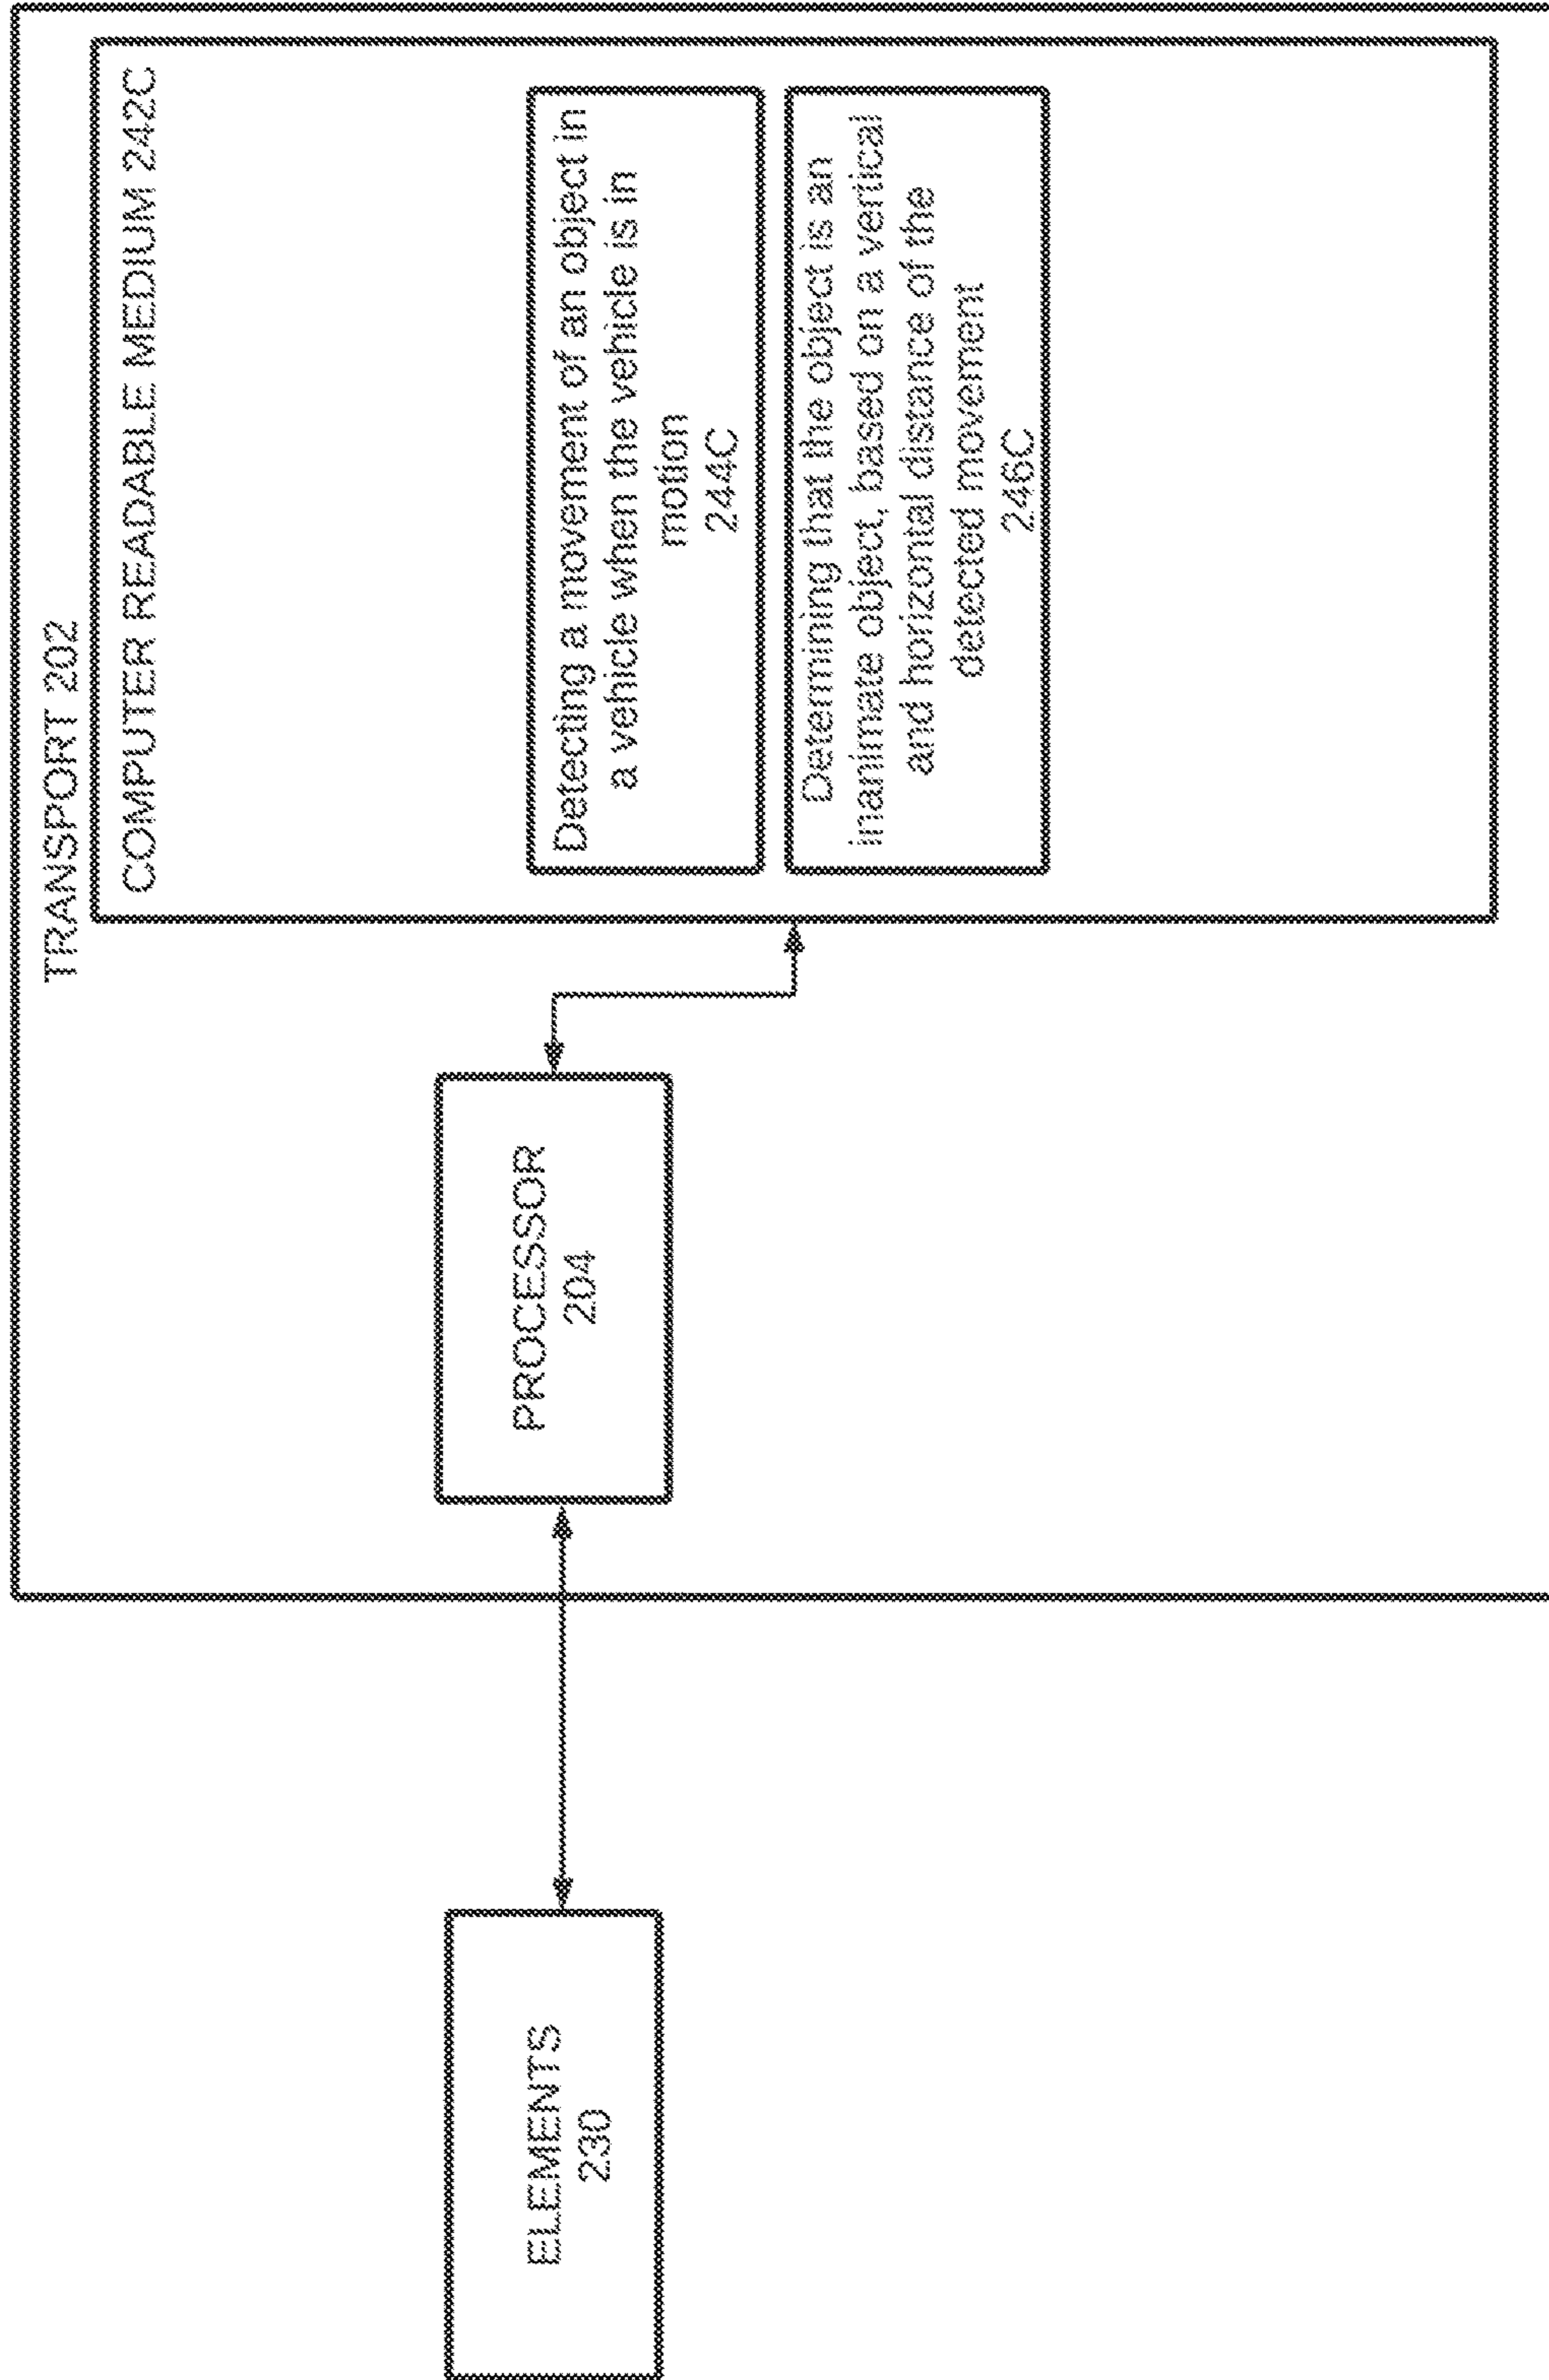 TRANSPORT 202
COMPUTER READABLE MEDIUM 242C
Detecting a movement of an object in
a vehicle when the vehicle is in
motion
244C
Determining that the object is an
inanimate object, based on a vertical
and horizontal distance of the
detected movement
246C
PROCESSOR
204
ELEMENTS
230